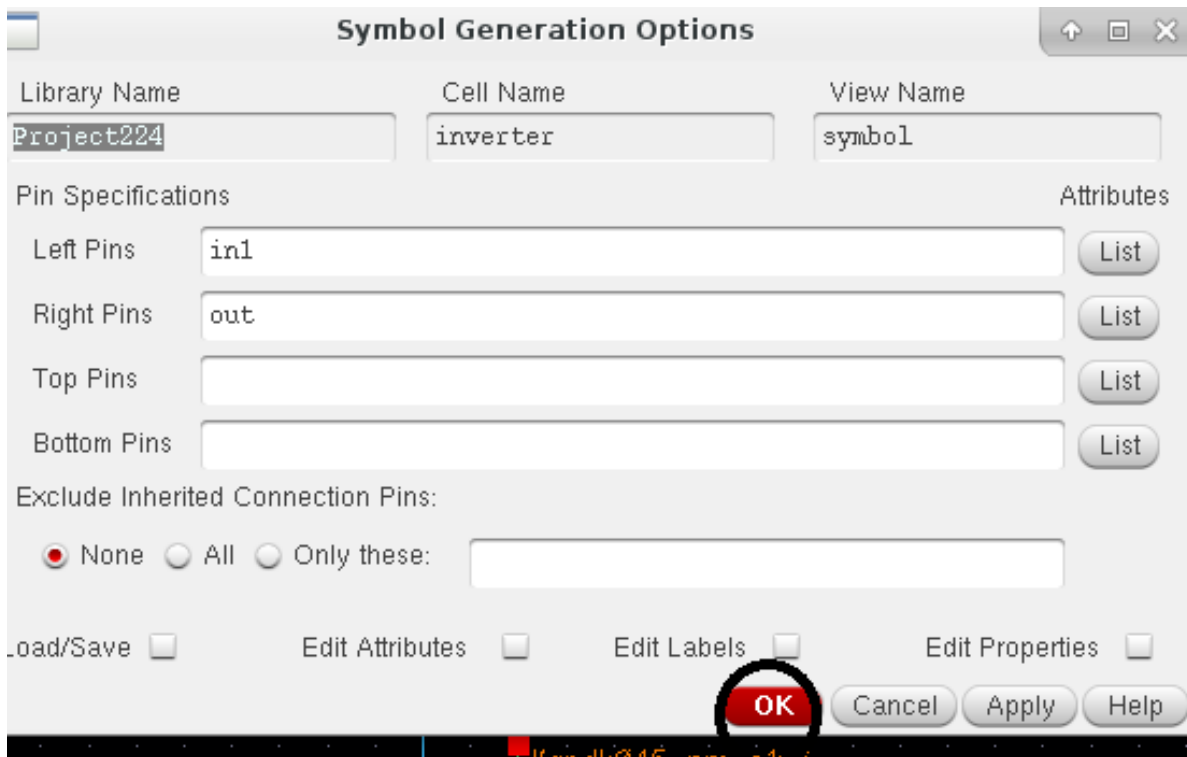 Symbol Generation Options
Library Name Cell Name View Name
Project224 inverter symbol
Pin Specifications Attributes
Left Pins in1 List
Right Pins out List
Top Pins List
Bottom Pins List
Exclude Inherited Connection Pins:
None All Only these:
Load/Save Edit Attributes Edit Labels Edit Properties
OK Cancel Apply Help